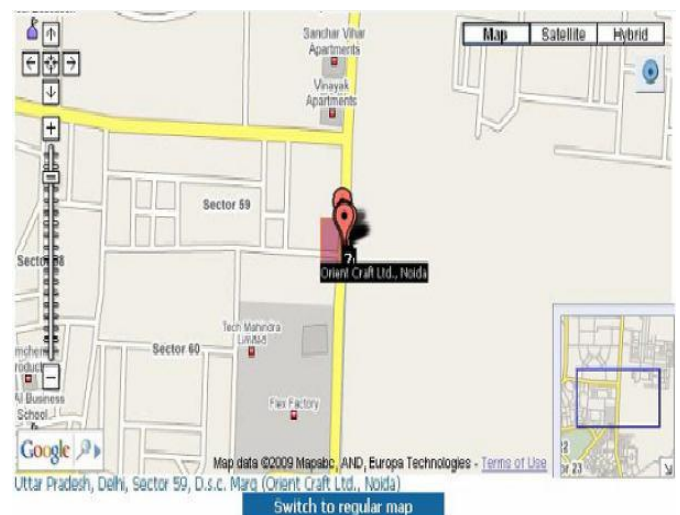 Sanchar Vihar
Apartments
Map Satellite Hybrid
Vinayak
Apartments
Sector 59
Orient Craft Ltd., Noida
Tech Mahindra
Limited
Sector 60
Flex Factory
Business
School
Google
Map data ©2009 Mapabc, AND, Europa Technologies - Terms of Use
Uttar Pradesh, Delhi, Sector 59, D.s.c. Marg (Orient Craft Ltd., Noida)
Switch to regular map